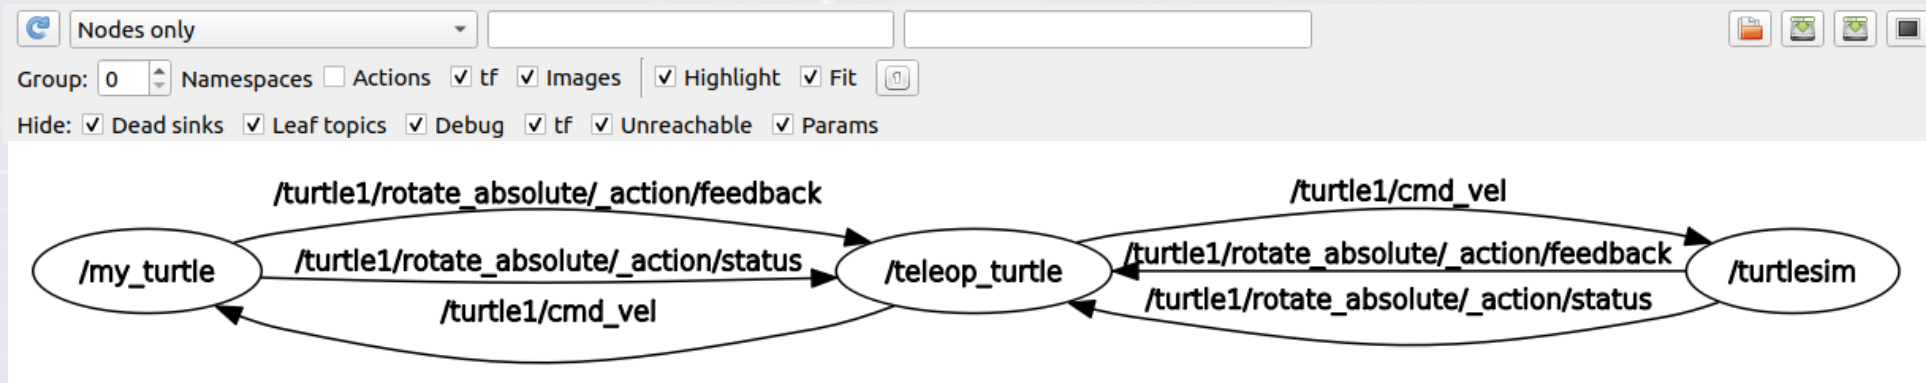 Nodes only
Group: 0 Namespaces Actions tf Images Highlight Fit
Hide: Dead sinks Leaf topics Debug tf Unreachable Params
/turtle1/rotate_absolute/_action/feedback
/turtle1/cmd_vel
/turtle1/rotate_absolute/_action/status
/turtle1/rotate_absolute/_action/feedback
/my_turtle
/teleop_turtle
/turtlesim
/turtle1/cmd_vel
/turtle1/rotate_absolute/_action/status